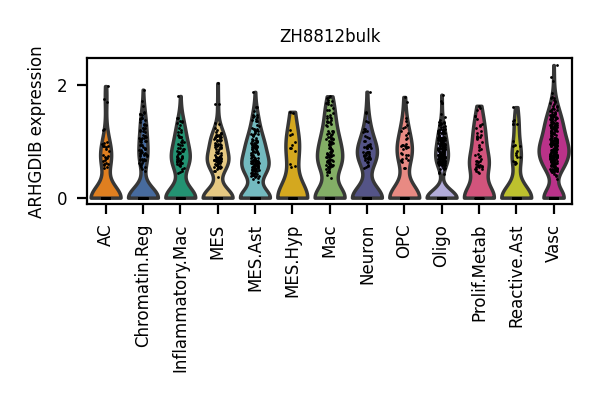 ZH8812bulk
ARHGDIB expression
2
0
AC
Chromatin.Reg
Inflammatory.Mac
MES
MES.Ast
MES.Hyp
Mac
Neuron
OPC
Oligo
Prolif.Metab
Reactive.Ast
Vasc